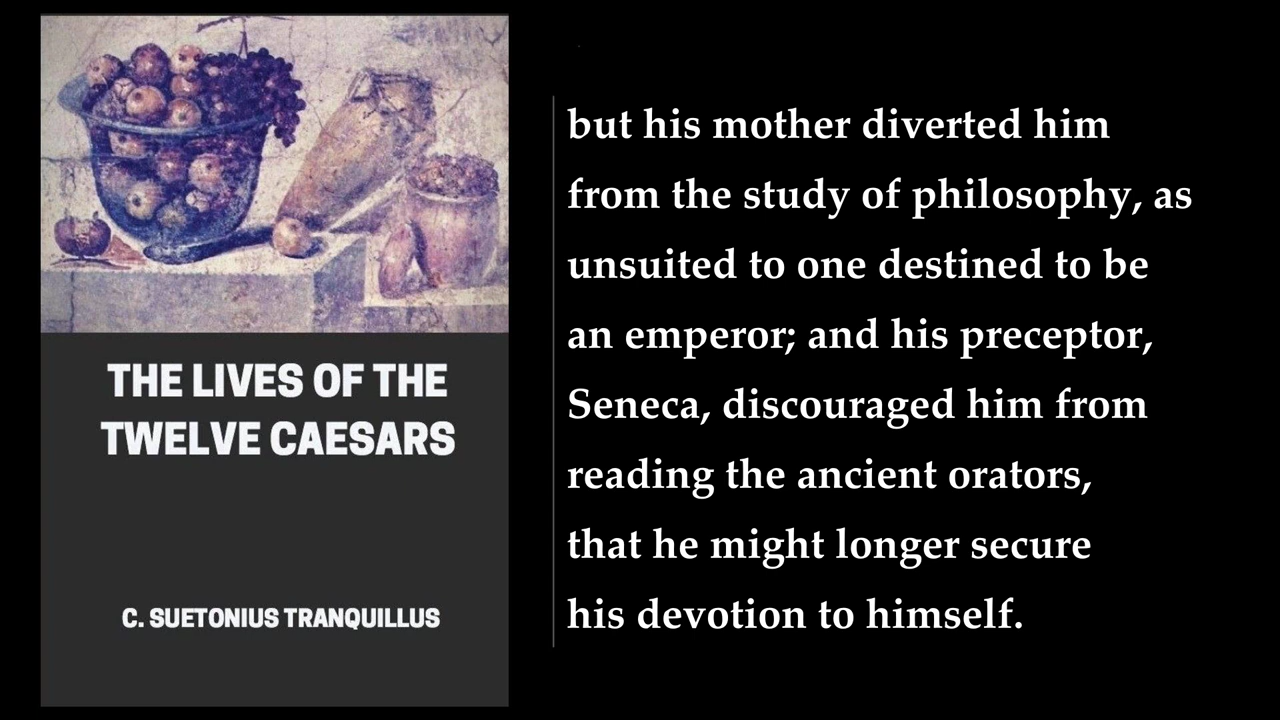 THE LIVES OF THE
TWELVE CAESARS
C. SUETONIUS TRANQUILLUS
but his mother diverted him
from the study of philosophy, as
unsuited to one destined to be
an emperor; and his preceptor,
Seneca, discouraged him from
reading the ancient orators,
that he might longer secure
his devotion to himself.